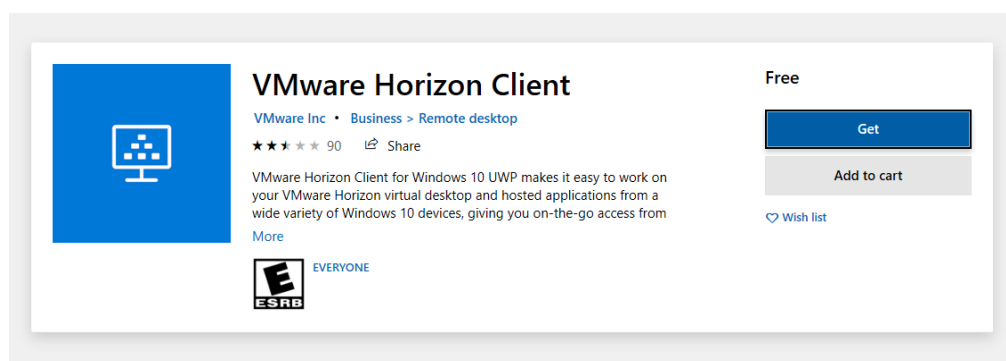 VMware Horizon Client
VMware Inc • Business > Remote desktop
90 Share
VMware Horizon Client for Windows 10 UWP makes it easy to work on
your VMware Horizon virtual desktop and hosted applications from a
wide variety of Windows 10 devices, giving you on-the-go access from
More
E
ESRB
EVERYONE
Free
Get
Add to cart
Wish list